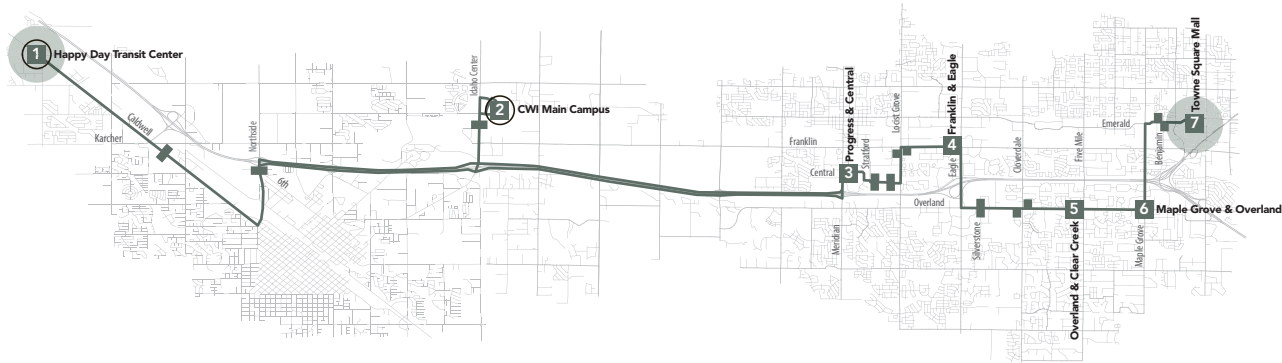 1 Happy Day Transit Center
Karcher
Caldwell
Northside
6th
Idaho Center
2 CWI Main Campus
Franklin
Central
Meridian
3 Progress & Central
Stratford
Loost Grove
4 Franklin & Eagle
Eagle
Overland
Silverstone
Cloverdale
Five Mile
5 Overland & Clear Creek
Emerald
Benjamin
Maple Grove
6 Maple Grove & Overland
7 Towne Square Mall